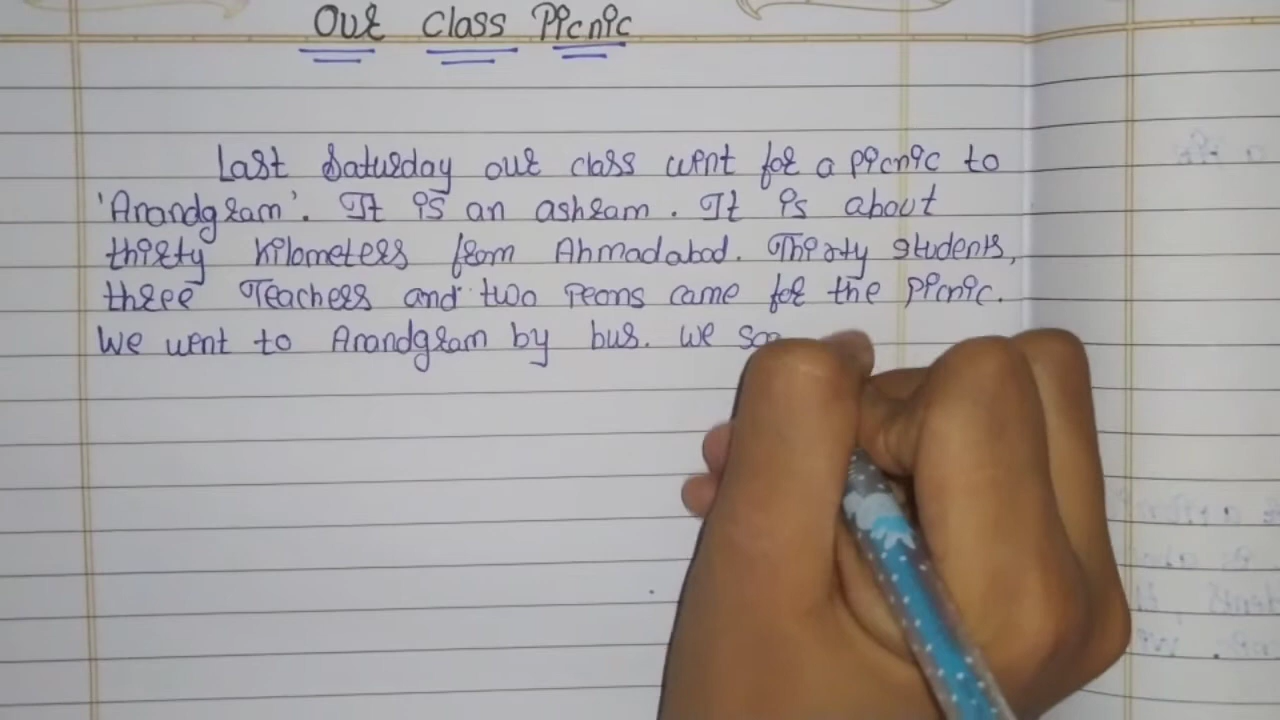 Our Class Picnic
Last Saturday our class went for a picnic to
'Anandgram'. It is an ashram. It is about
thirty kilometers from Ahmadabad. Thirty students,
three Teachers and two Peons came for the picnic.
We went to Anandgram by bus. We